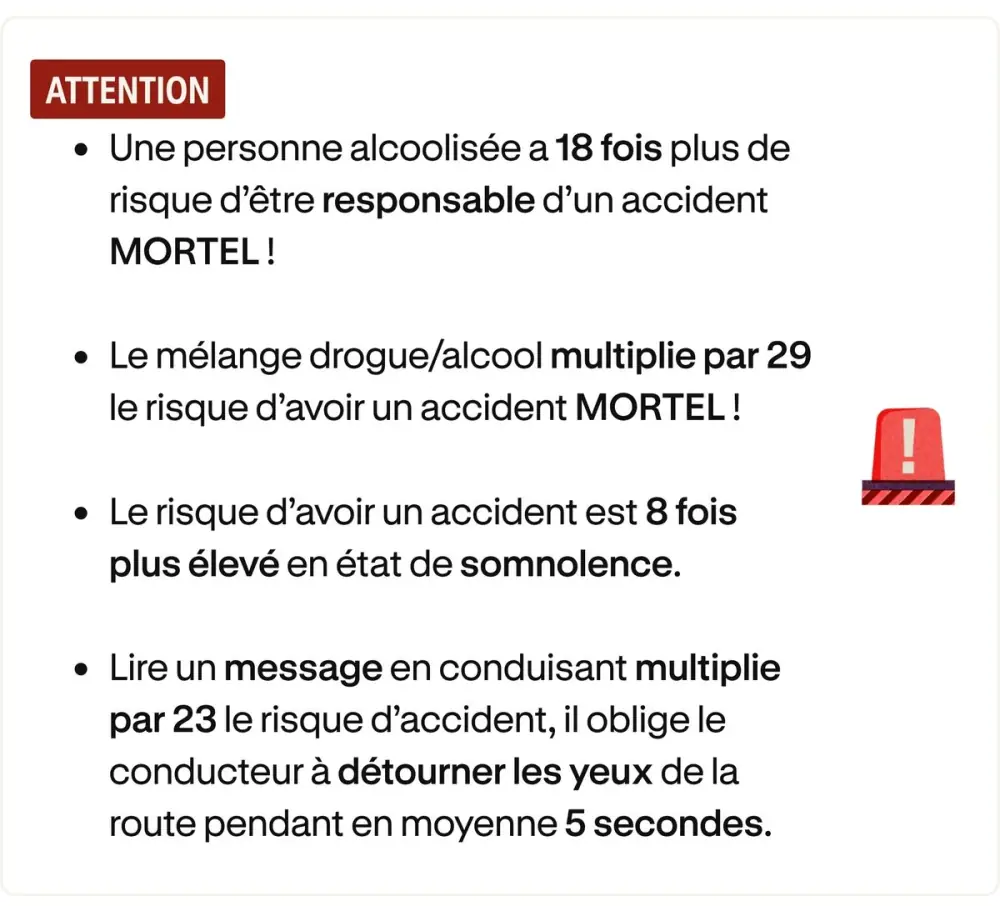 ATTENTION
• Une personne alcoolisée a 18 fois plus de
risque d’être responsable d’un accident
MORTEL !
• Le mélange drogue/alcool multiplie par 29
le risque d’avoir un accident MORTEL !
• Le risque d’avoir un accident est 8 fois
plus élevé en état de somnolence.
• Lire un message en conduisant multiplie
par 23 le risque d’accident, il oblige le
conducteur à détourner les yeux de la
route pendant en moyenne 5 secondes.
!